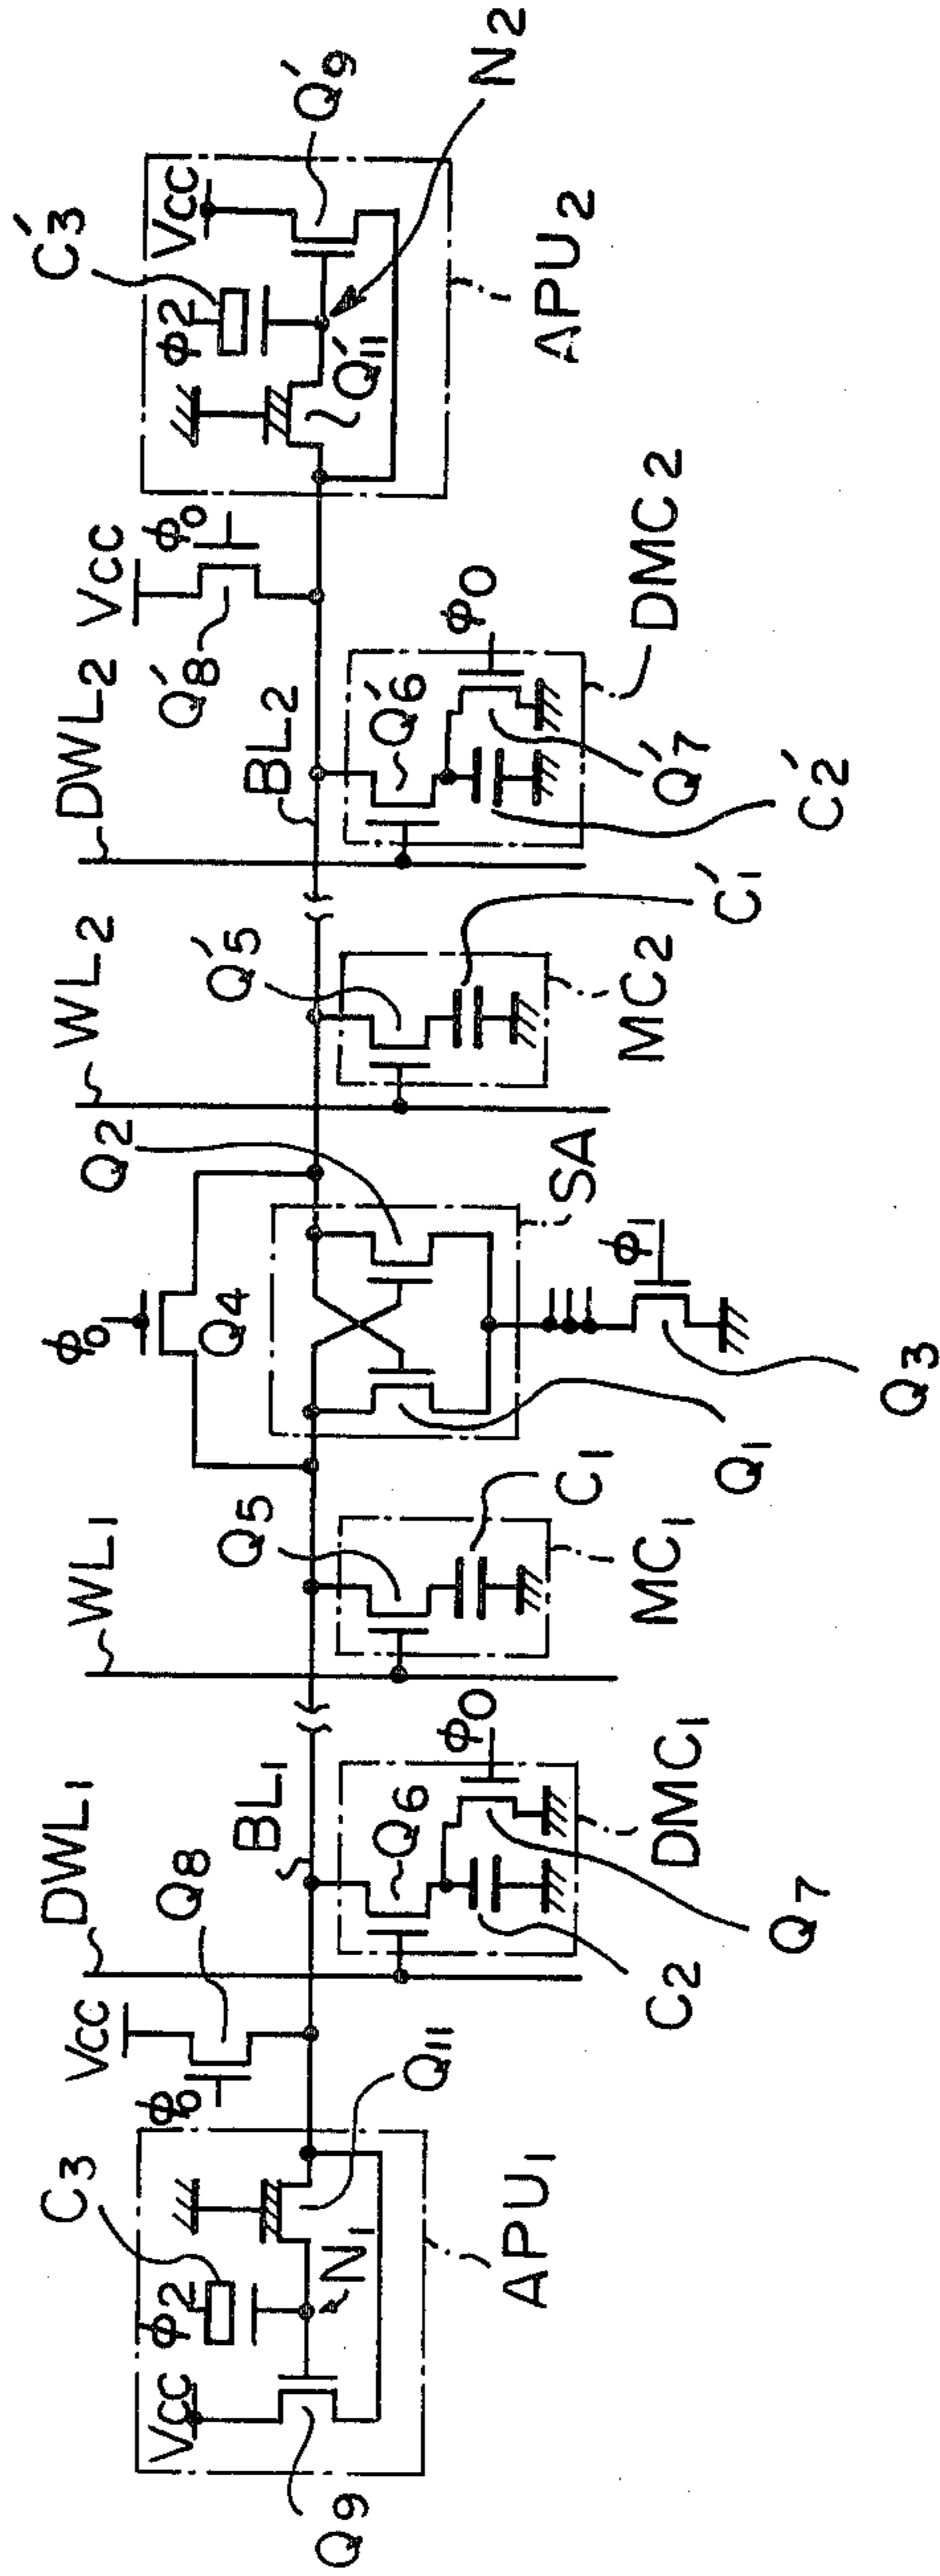 C3
VCC
φ2
N1
Q9
APU1
Q11
VCC
φ0
Q8
DWL1
BL1
Q6
φ0
C2
Q7
DMC1
WL1
Q5
C1
MC1
φ0
Q4
Q1
Q2
SA
φ1
Q3
WL2
Q'5
C'1
MC2
DWL2
BL2
Q'6
φ0
Q'7
C'2
DMC2
VCC
φ0
Q'8
C'3
φ2
VCC
Q'11
Q'9
N2
APU2